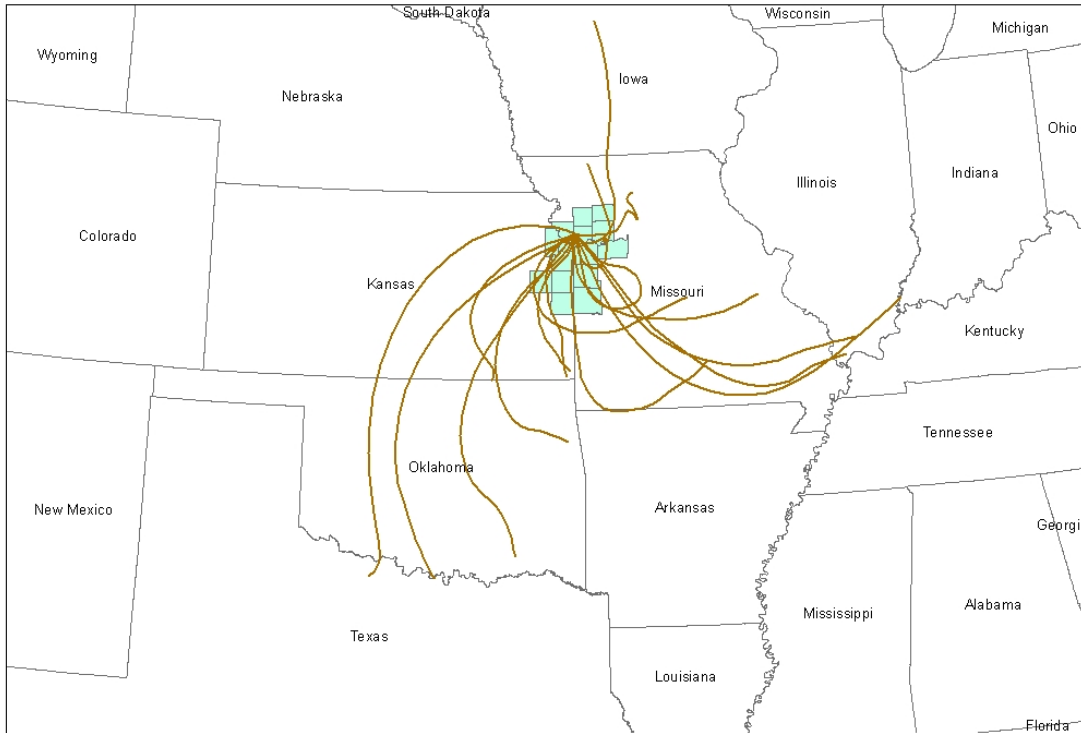 South Dakota
Wisconsin
Michigan
Wyoming
Iowa
Nebraska
Ohio
Indiana
Illinois
Colorado
Kansas
Missouri
Kentucky
Tennessee
Oklahoma
New Mexico
Arkansas
Georgi
Mississippi
Alabama
Texas
Louisiana
Florida